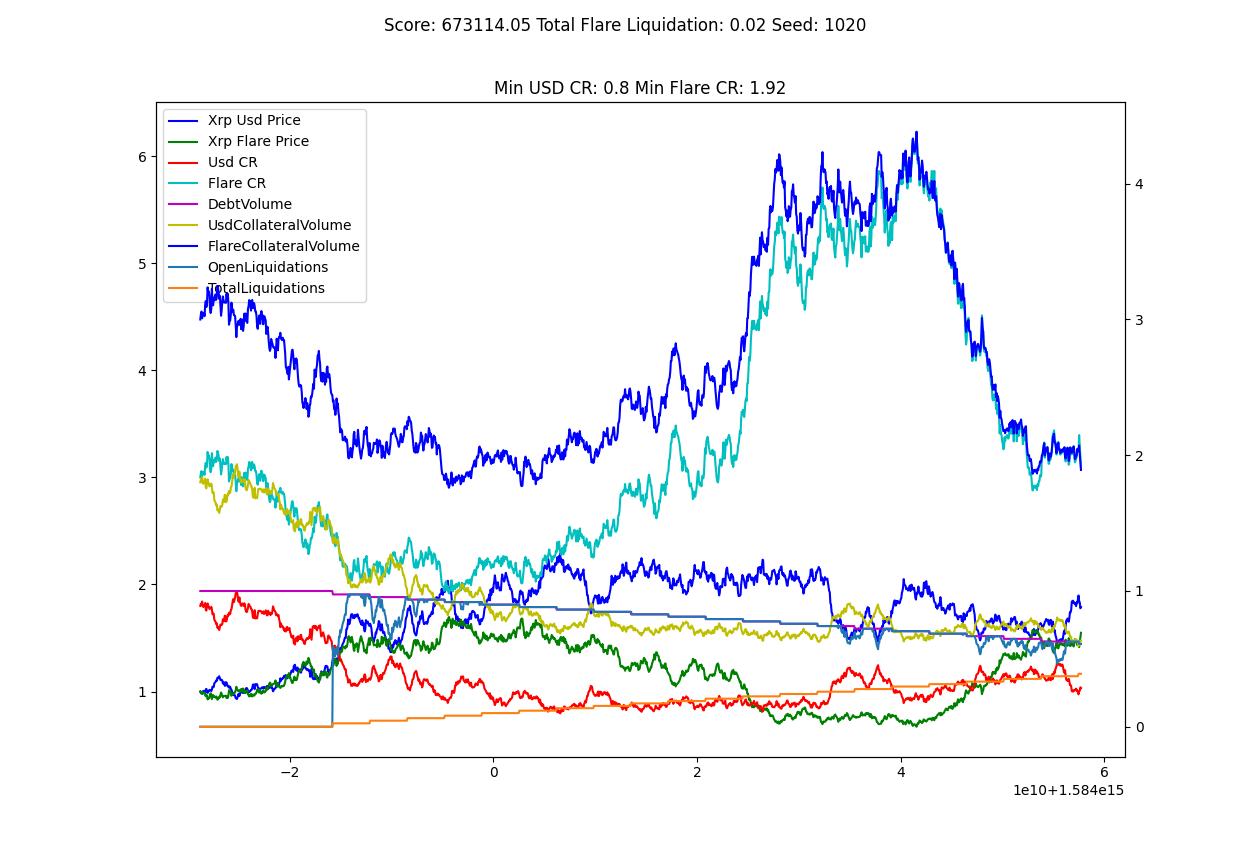 Score: 673114.05 Total Flare Liquidation: 0.02 Seed: 1020
Min USD CR: 0.8 Min Flare CR: 1.92
Xrp Usd Price
Xrp Flare Price
Usd CR
Flare CR
DebtVolume
UsdCollateralVolume
FlareCollateralVolume
OpenLiquidations
TotalLiquidations
6
5
4
3
2
1
4
3
2
1
0
−2
0
2
4
6
1e10+1.584e15